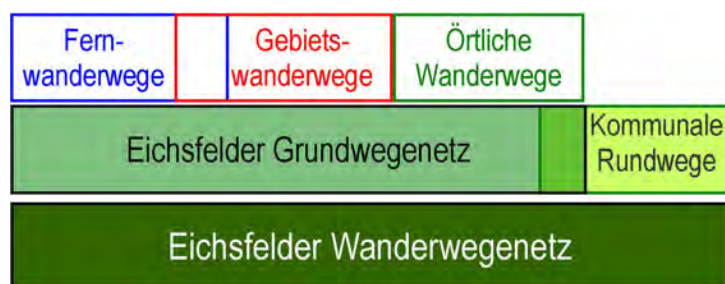 Fern-
wanderwege
Gebiets-
wanderwege
Örtliche
Wanderwege
Eichsfelder Grundwegenetz
Kommunale
Rundwege
Eichsfelder Wanderwegenetz